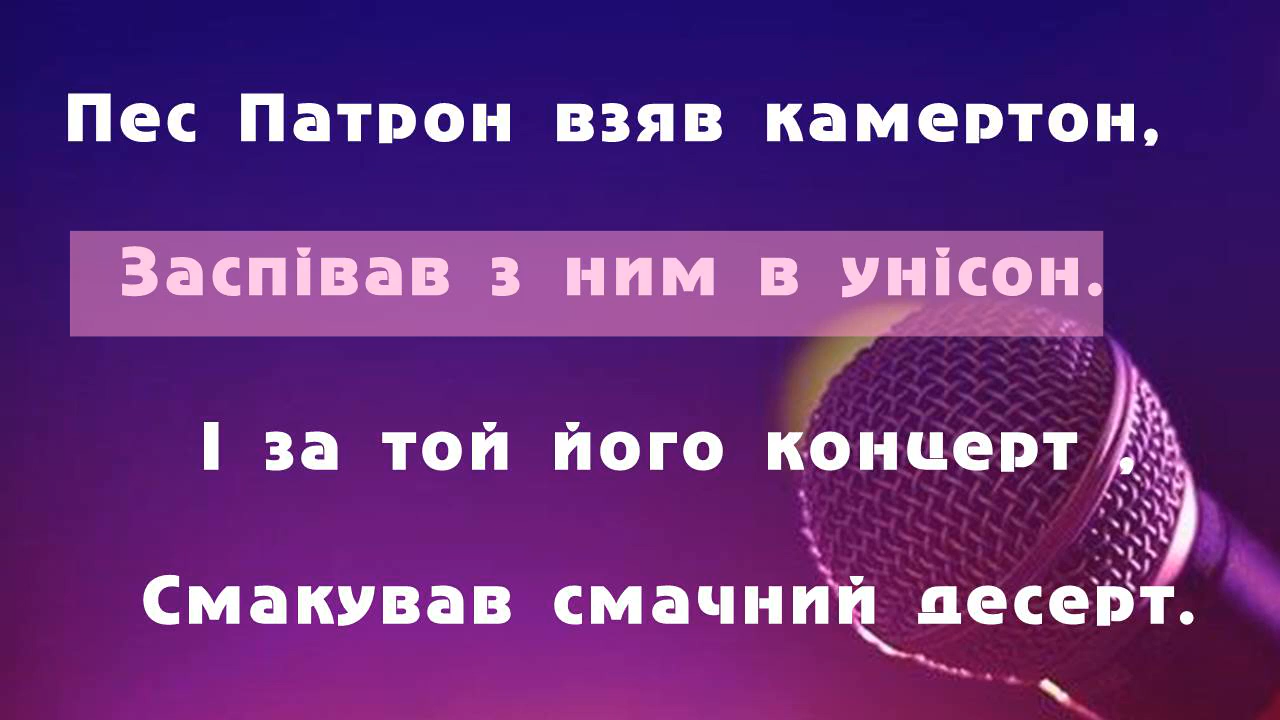 Пес Патрон взяв камертон,
Заспівав з ним в унісон.
І за той його концерт ,
Смакував смачний десерт.